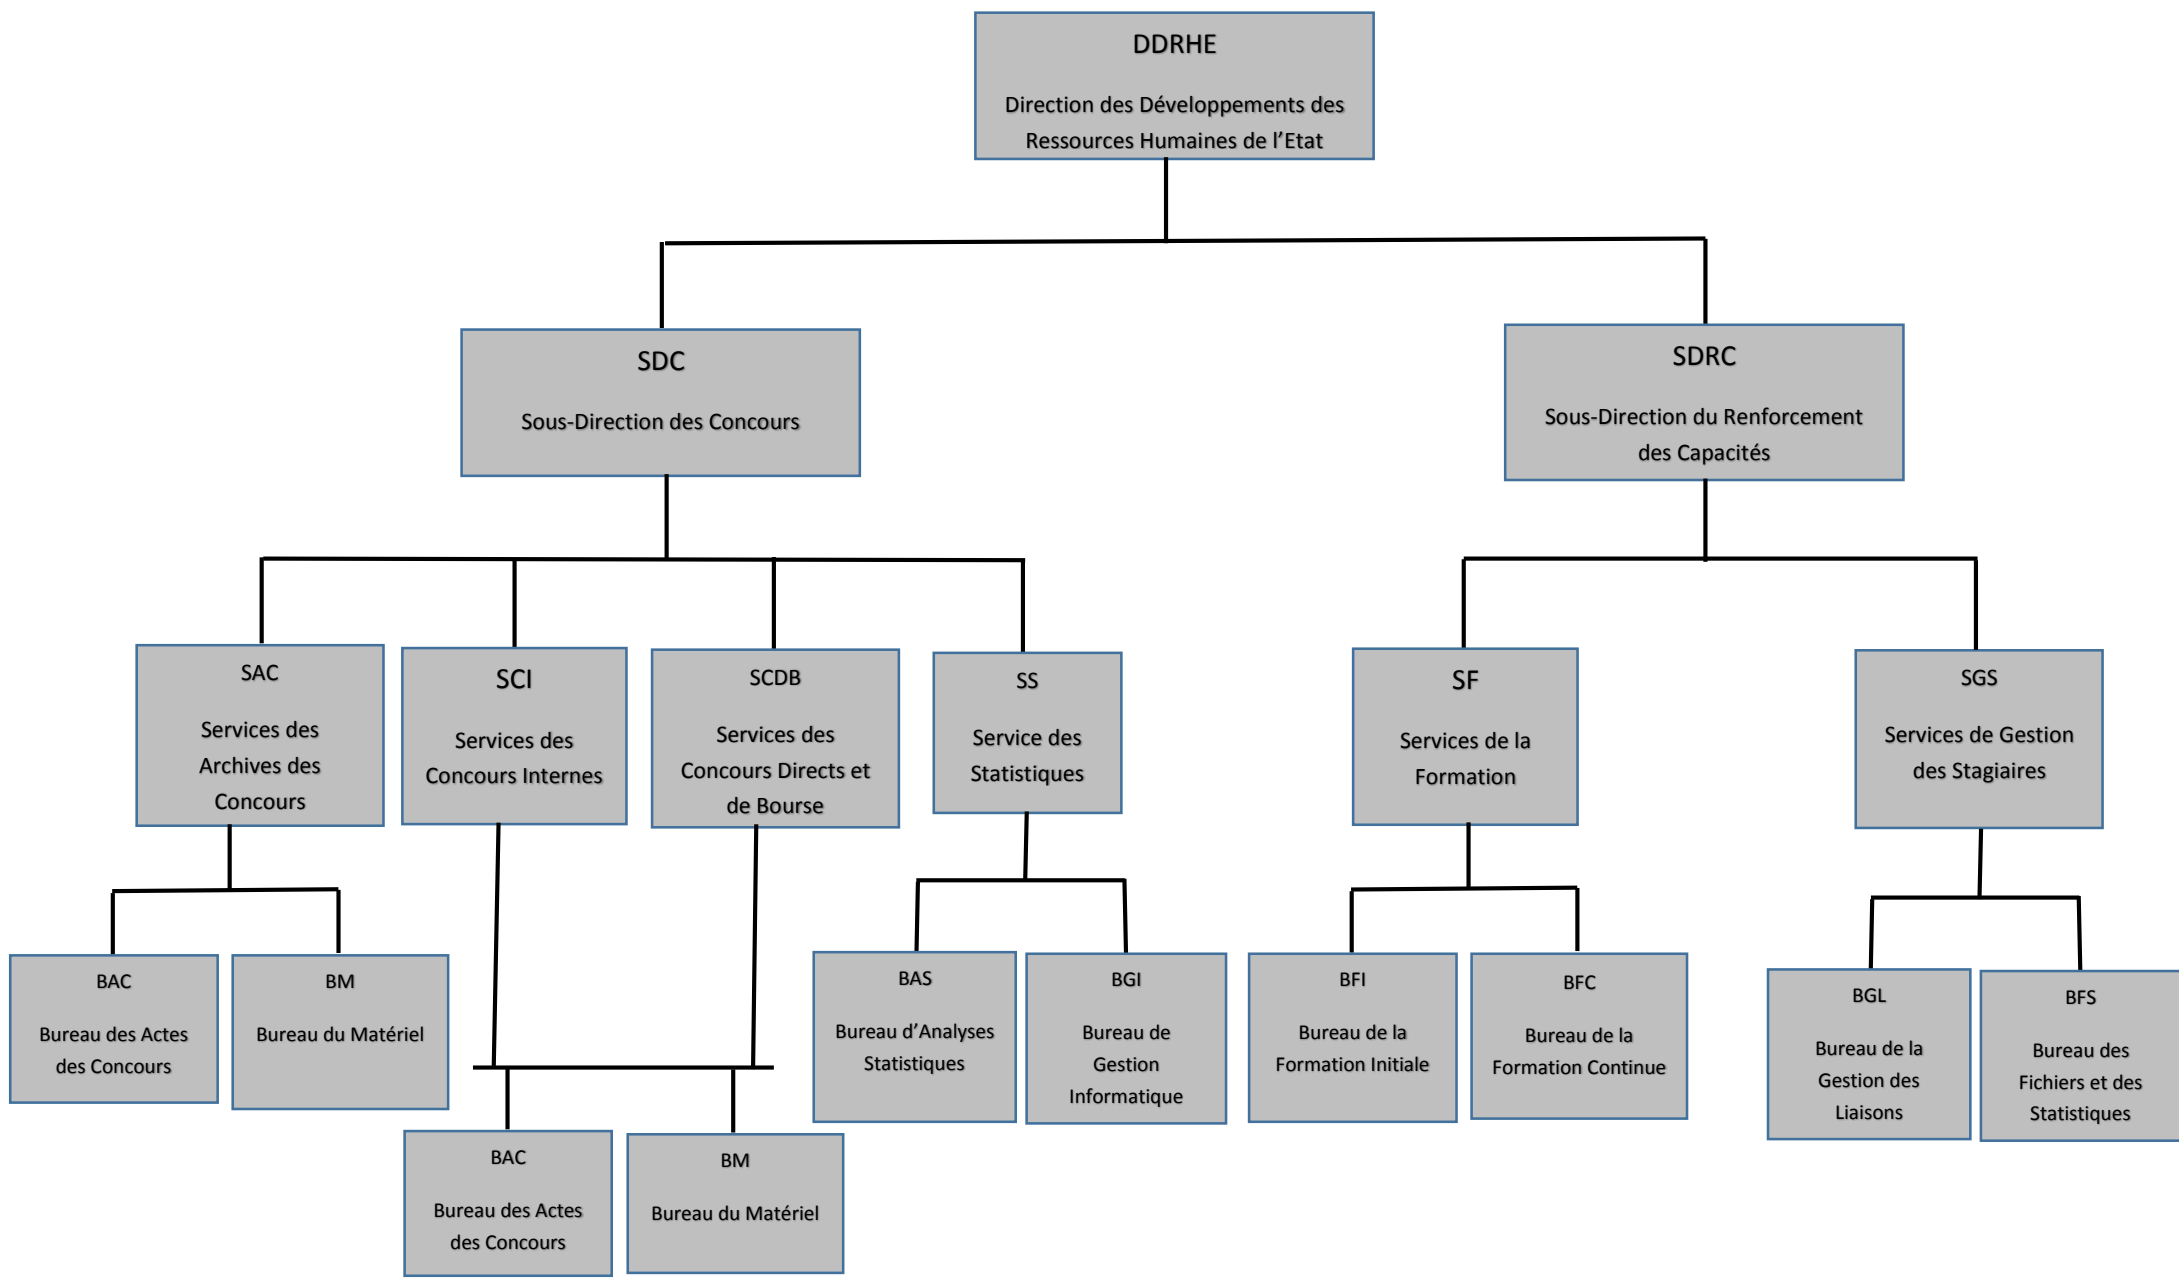 DDRHE
Direction des Développements des
Ressources Humaines de l’Etat
SDC
Sous-Direction des Concours
SDRC
Sous-Direction du Renforcement
des Capacités
SAC
Services des
Archives des
Concours
SCI
Services des
Concours Internes
SCDB
Services des
Concours Directs et
de Bourse
SS
Service des
Statistiques
SF
Services de la
Formation
SGS
Services de Gestion
des Stagiaires
BAC
Bureau des Actes
des Concours
BM
Bureau du Matériel
BAC
Bureau des Actes
des Concours
BM
Bureau du Matériel
BAS
Bureau d’Analyses
Statistiques
BGI
Bureau de
Gestion
Informatique
BFI
Bureau de la
Formation Initiale
BFC
Bureau de la
Formation Continue
BGL
Bureau de la
Gestion des
Liaisons
BFS
Bureau des
Fichiers et des
Statistiques